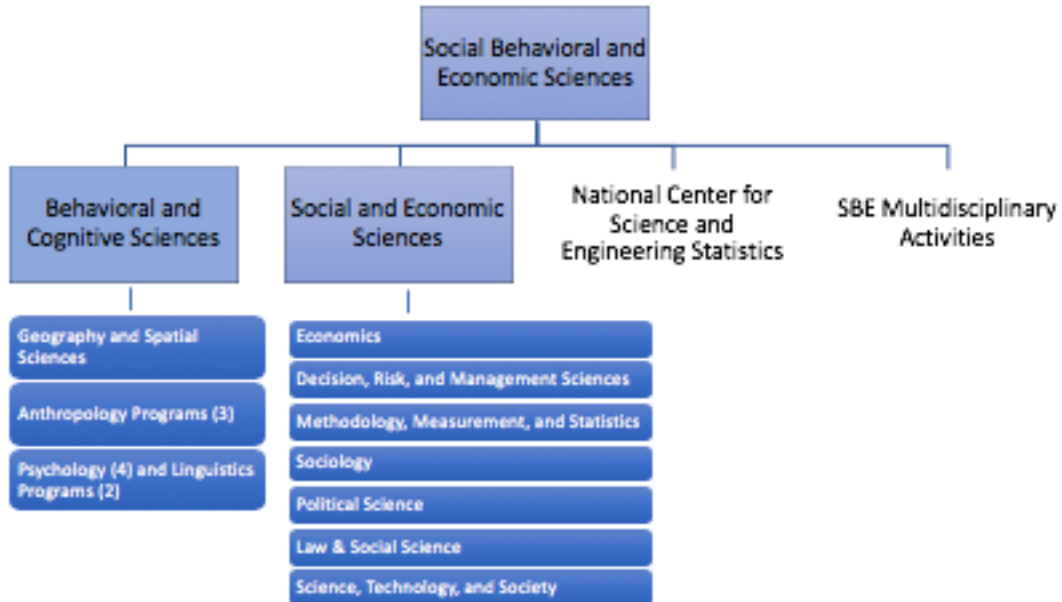 Social Behavioral and
Economic Sciences
Behavioral and
Cognitive Sciences
Social and Economic
Sciences
National Center for
Science and
Engineering Statistics
SBE Multidisciplinary
Activities
Geography and Spatial
Sciences
Anthropology Programs (3)
Psychology (4) and Linguistics
Programs (2)
Economics
Decision, Risk, and Management Sciences
Methodology, Measurement, and Statistics
Sociology
Political Science
Law & Social Science
Science, Technology, and Society